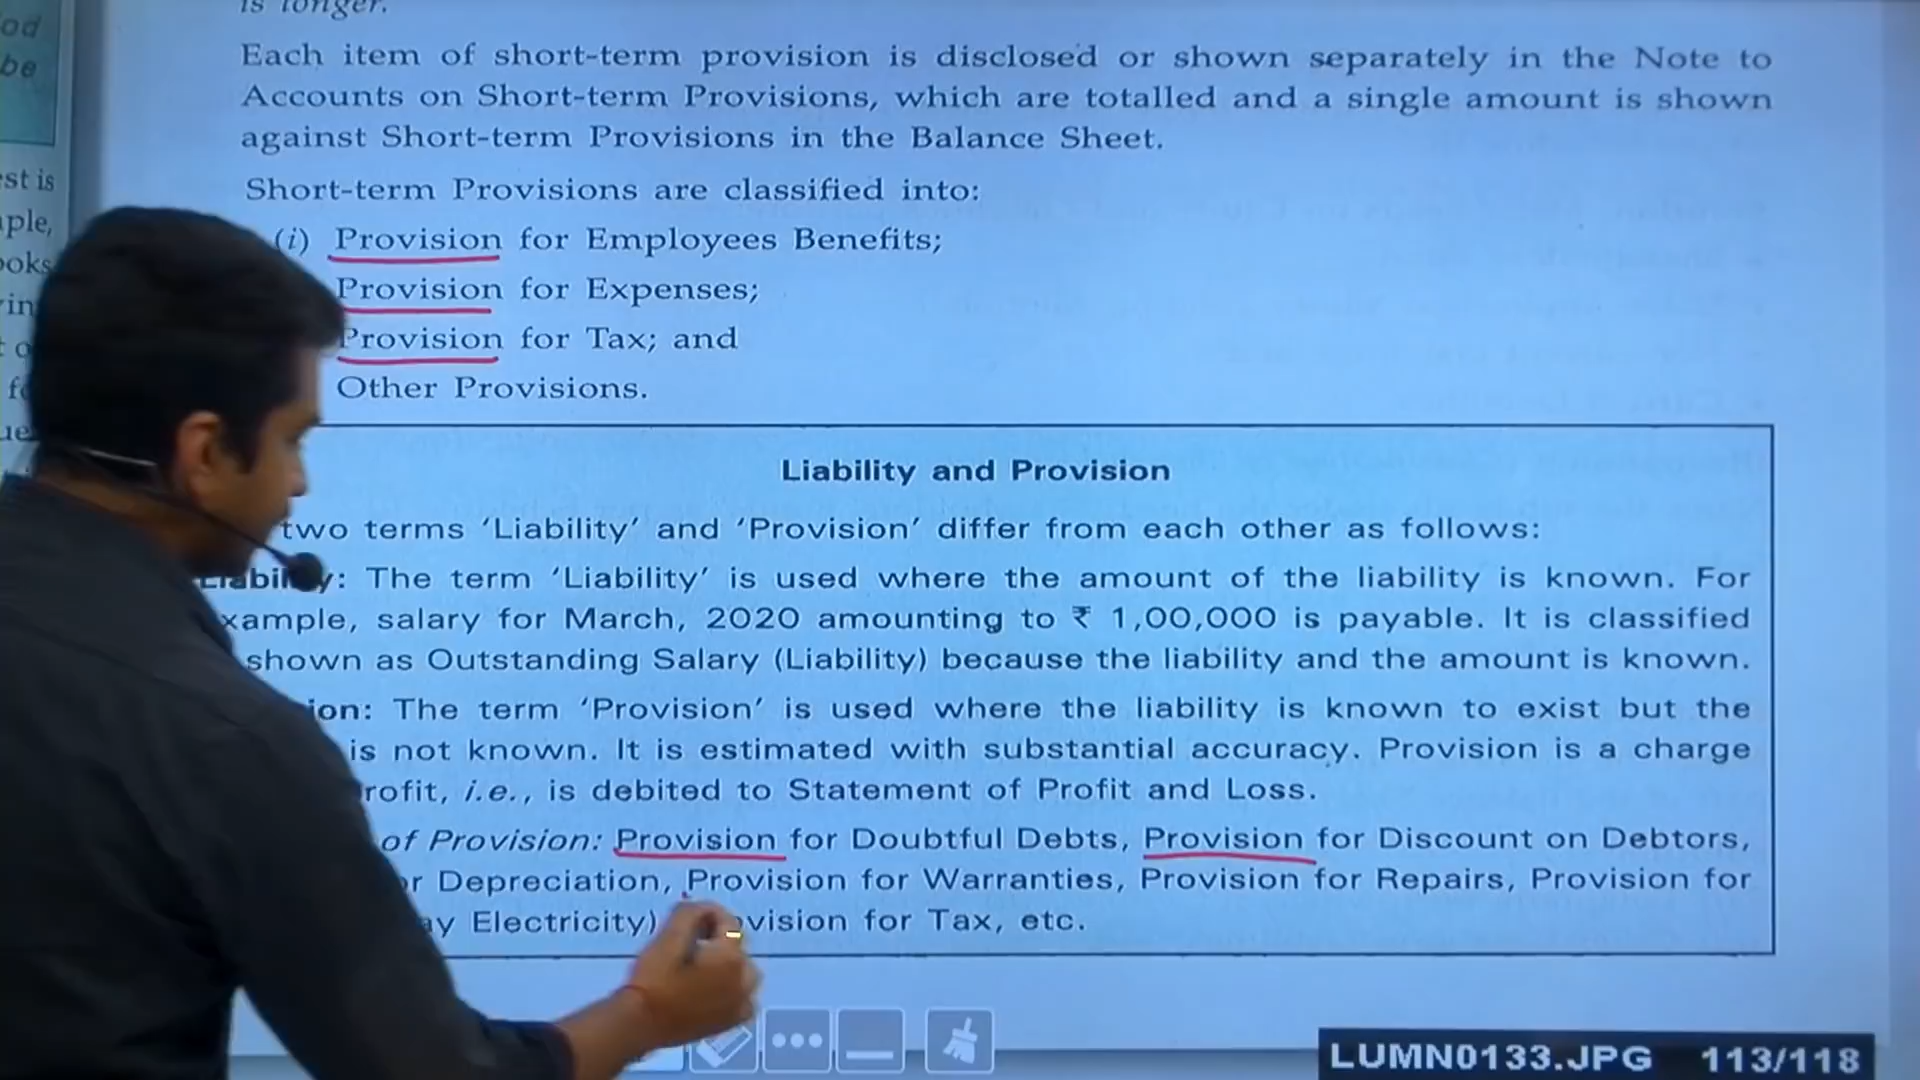 is longer.
Each item of short-term provision is disclosed or shown separately in the Note to
Accounts on Short-term Provisions, which are totalled and a single amount is shown
against Short-term Provisions in the Balance Sheet.
Short-term Provisions are classified into:
(i) Provision for Employees Benefits;
Provision for Expenses;
Provision for Tax; and
Other Provisions.
Liability and Provision
two terms ‘Liability’ and ‘Provision’ differ from each other as follows:
Liability: The term ‘Liability’ is used where the amount of the liability is known. For
xample, salary for March, 2020 amounting to ₹ 1,00,000 is payable. It is classified
shown as Outstanding Salary (Liability) because the liability and the amount is known.
ion: The term ‘Provision’ is used where the liability is known to exist but the
is not known. It is estimated with substantial accuracy. Provision is a charge
rofit, i.e., is debited to Statement of Profit and Loss.
of Provision: Provision for Doubtful Debts, Provision for Discount on Debtors,
r Depreciation, Provision for Warranties, Provision for Repairs, Provision for
ay Electricity) ovision for Tax, etc.
od
be
st is
ple,
ooks
in
LUMN0133.JPG 113/118